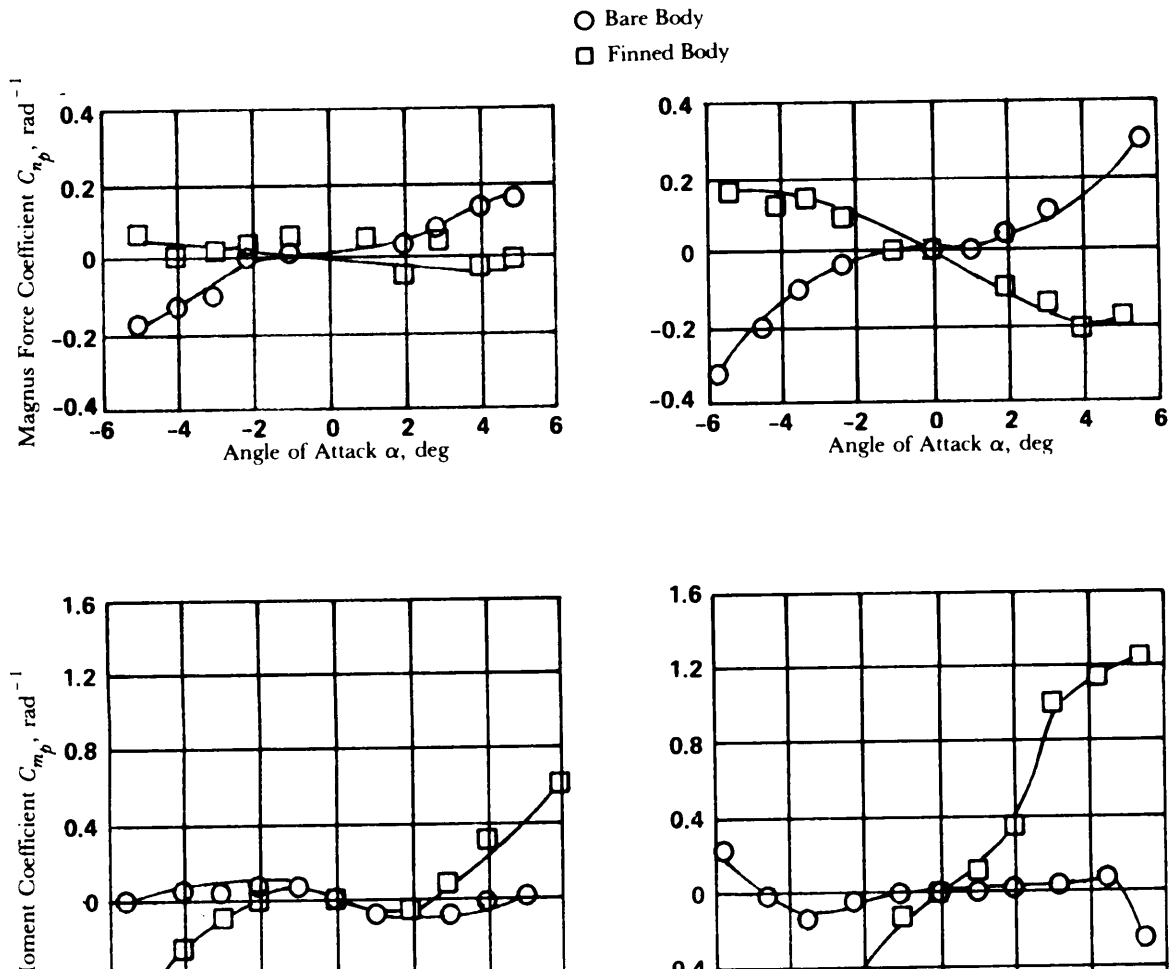 Bare Body
Finned Body
Magnus Force Coefficient C_{n_p}, rad^{-1}
0.4
0.2
0
-0.2
-0.4
-6 -4 -2 0 2 4 6
Angle of Attack α, deg
0.4
0.2
0
-0.2
-0.4
-6 -4 -2 0 2 4 6
Angle of Attack α, deg
Moment Coefficient C_{m_p}, rad^{-1}
1.6
1.2
0.8
0.4
0
1.6
1.2
0.8
0.4
0